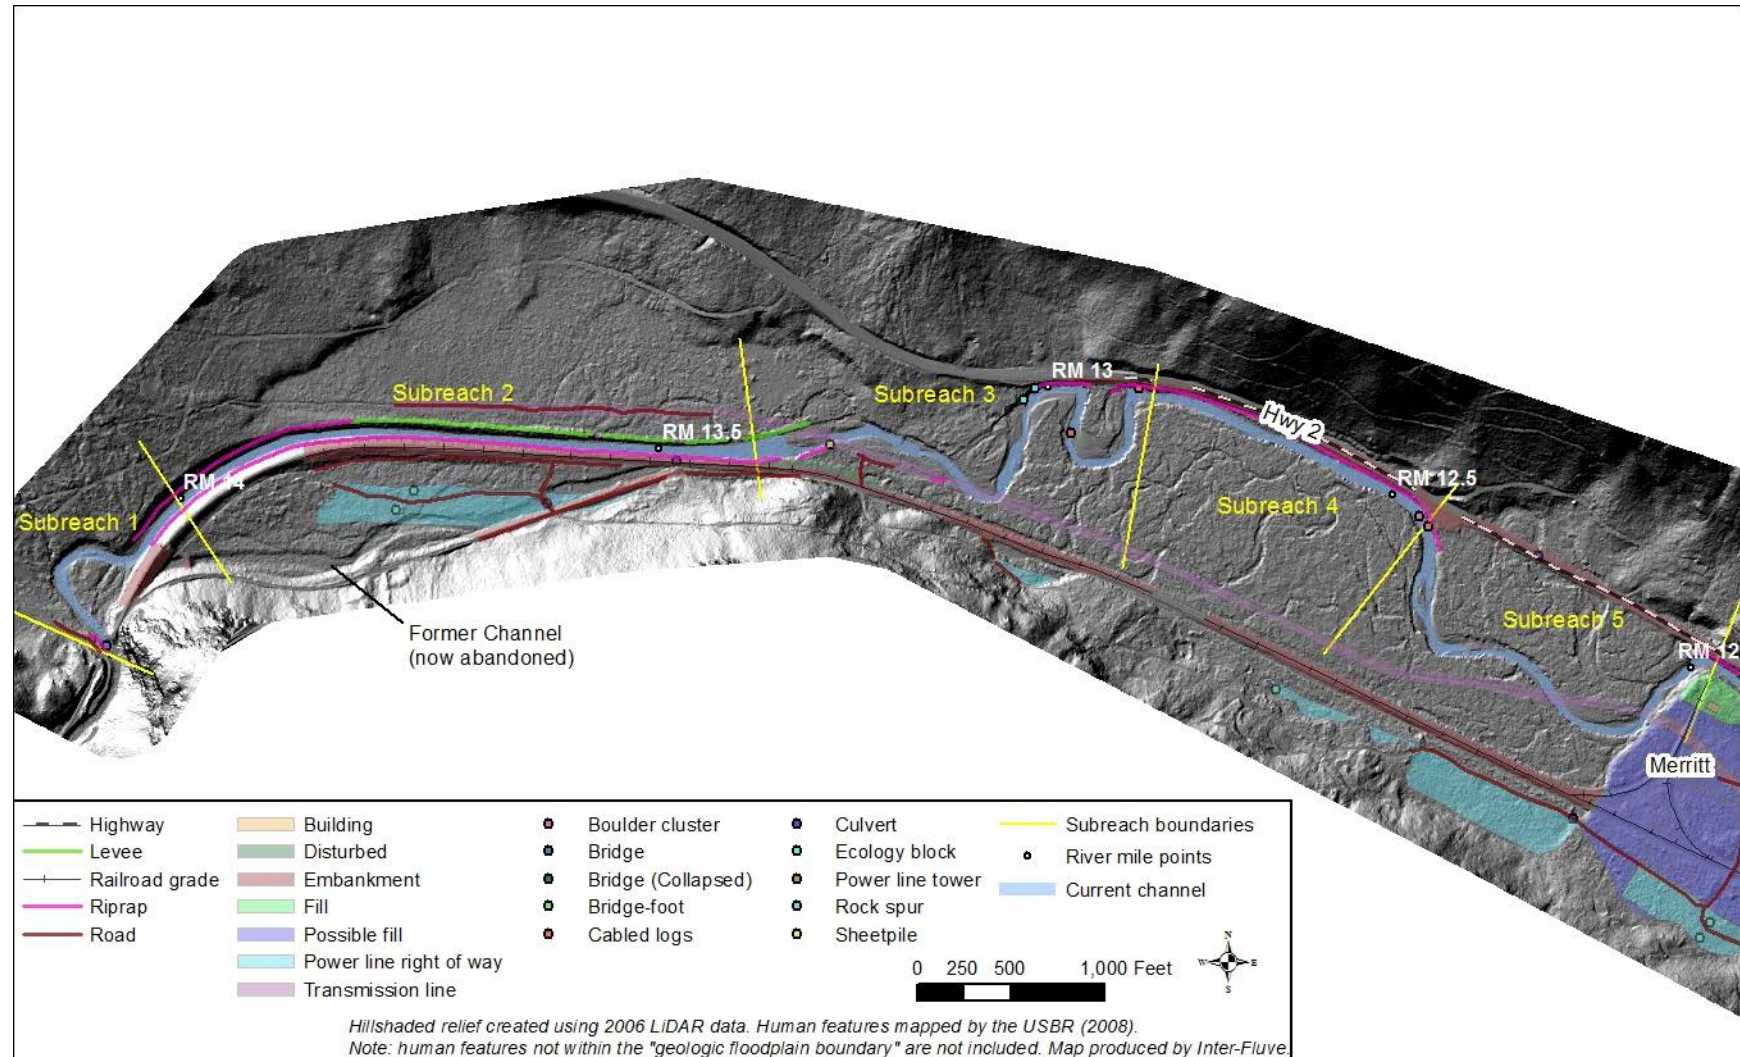 RM 13
Subreach 2
Subreach 3
Hwy 2
RM 13.5
RM 12.5
RM 14
Subreach 1
Subreach 4
Subreach 5
Former Channel
(now abandoned)
RM 12
Merritt
Highway
Levee
Railroad grade
Riprap
Road
Building
Disturbed
Embankment
Fill
Possible fill
Power line right of way
Transmission line
Boulder cluster
Bridge
Bridge (Collapsed)
Bridge-foot
Cabled logs
Culvert
Ecology block
Power line tower
Rock spur
Sheetpile
Subreach boundaries
River mile points
Current channel
N
W E
S
0 250 500 1,000 Feet
Hillshaded relief created using 2006 LiDAR data. Human features mapped by the USBR (2008).
Note: human features not within the "geologic floodplain boundary" are not included. Map produced by Inter-Fluve.